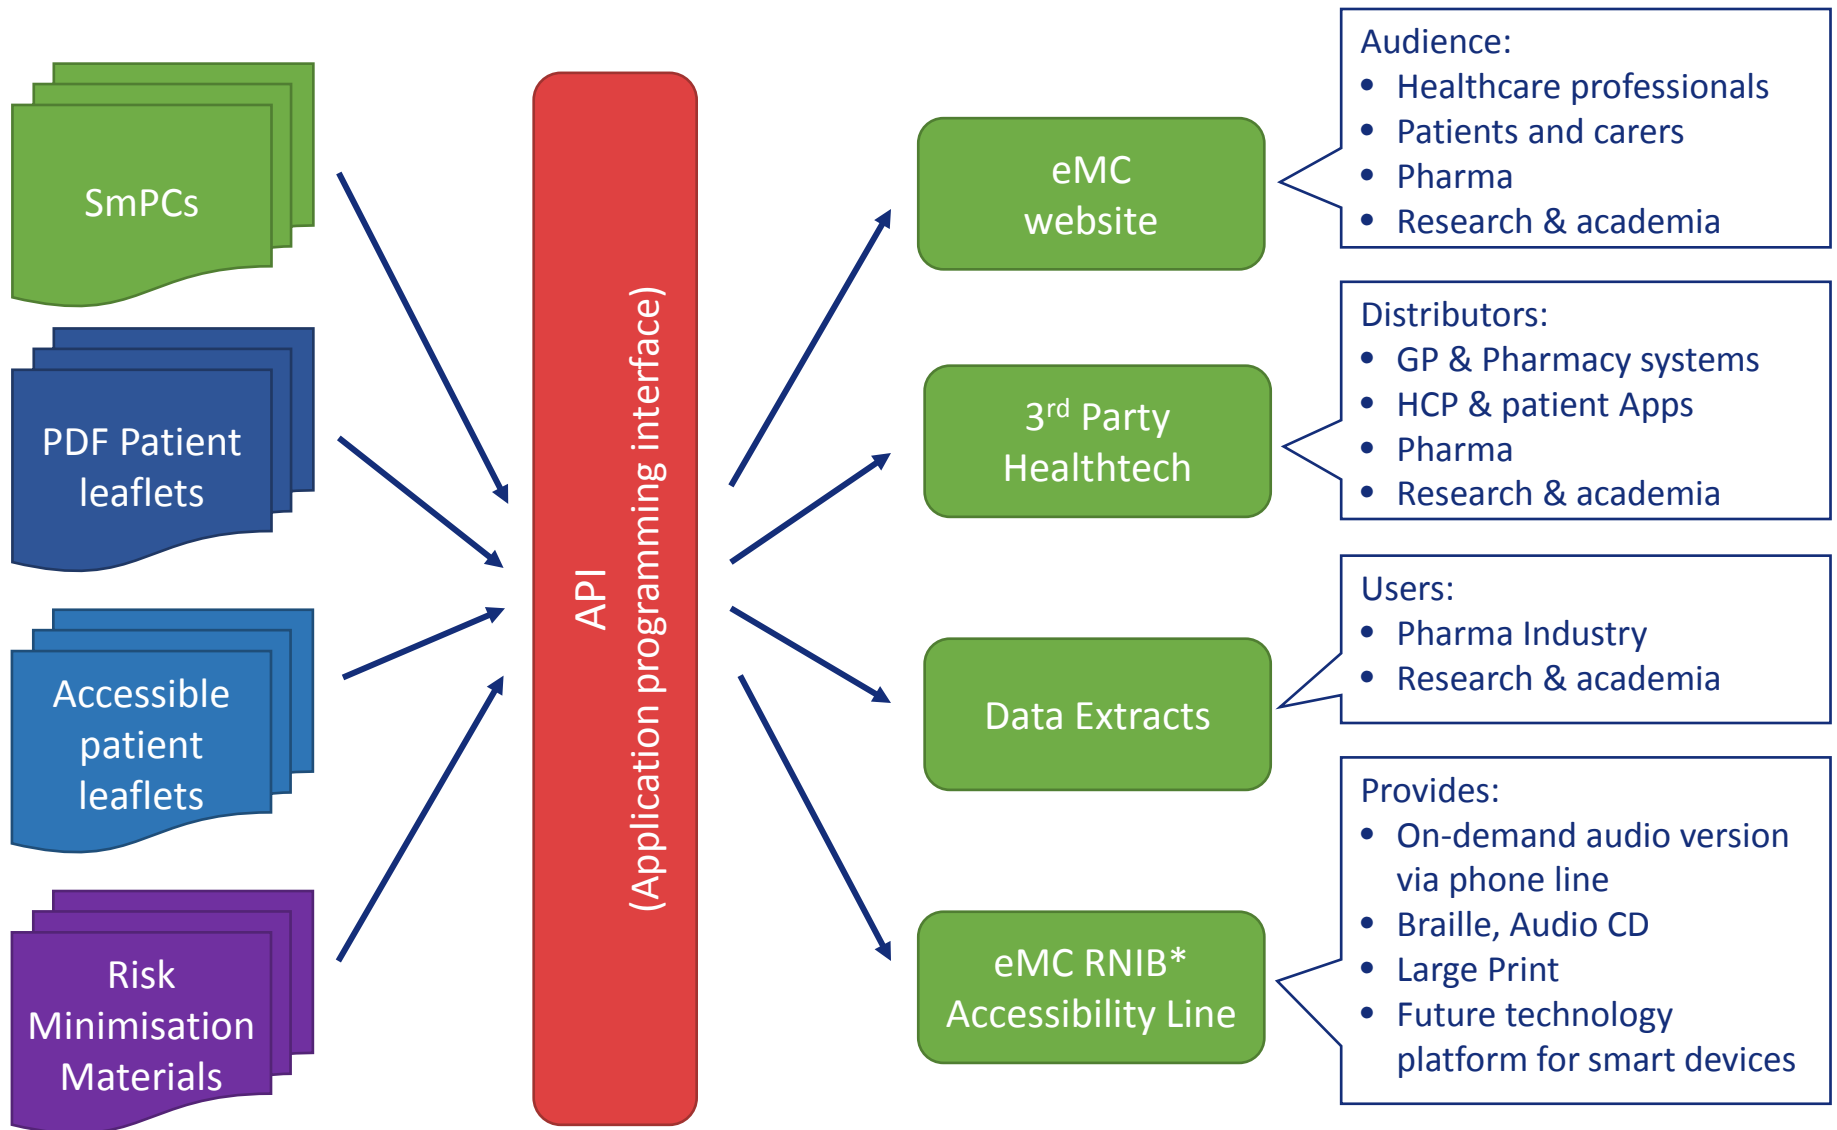 SmPCs
PDF Patient
leaflets
Accessible
patient
leaflets
Risk
Minimisation
Materials
API
(Application programming interface)
eMC
website
3rd Party
Healthtech
Data Extracts
eMC RNIB*
Accessibility Line
Audience:
• Healthcare professionals
• Patients and carers
• Pharma
• Research & academia
Distributors:
• GP & Pharmacy systems
• HCP & patient Apps
• Pharma
• Research & academia
Users:
• Pharma Industry
• Research & academia
Provides:
• On-demand audio version
via phone line
• Braille, Audio CD
• Large Print
• Future technology
platform for smart devices